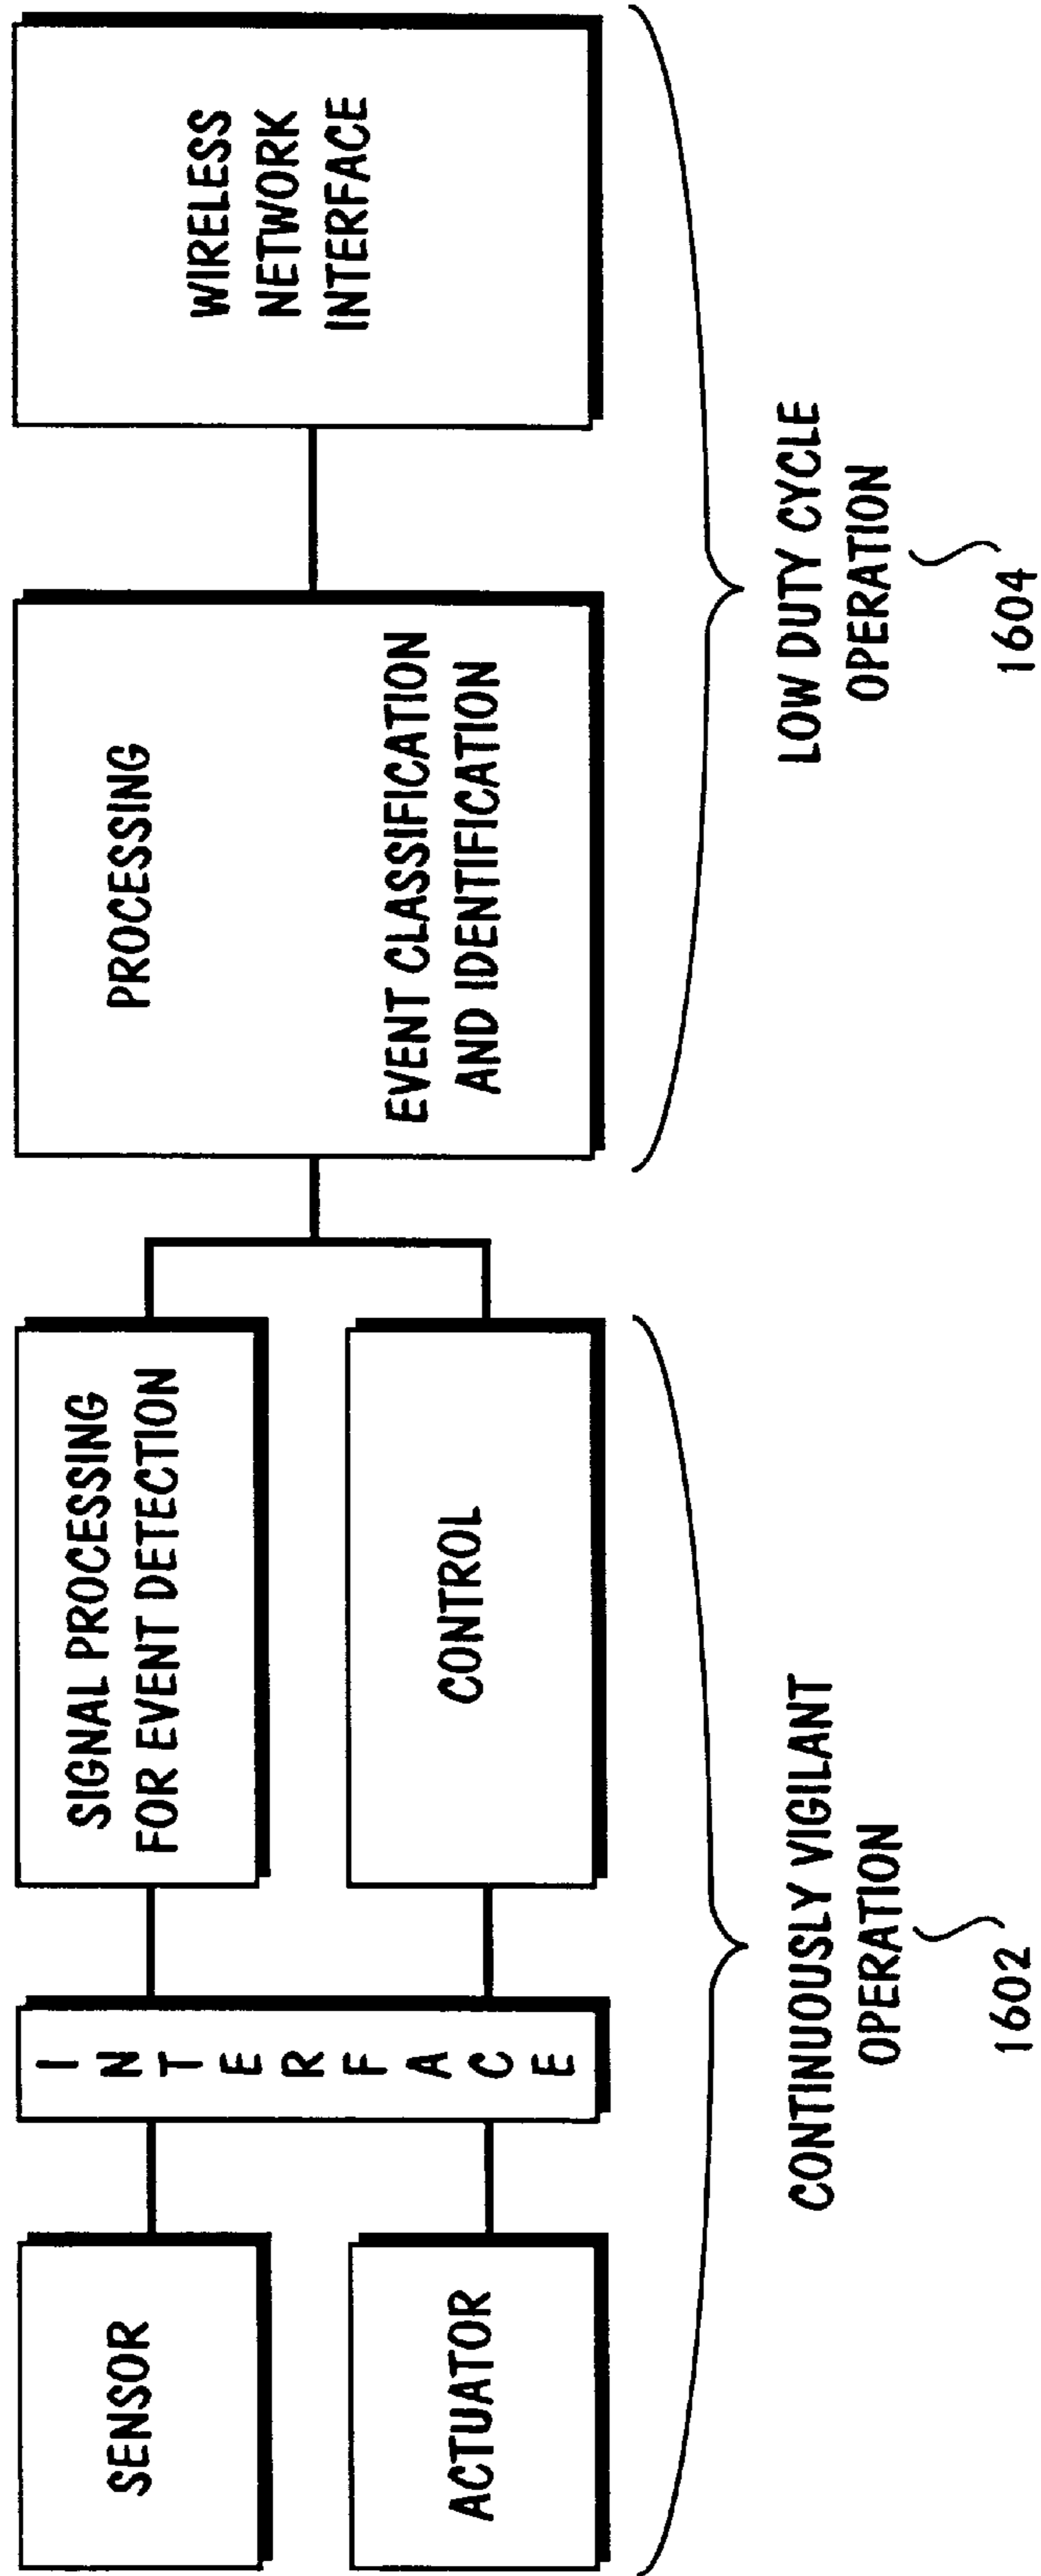 SENSOR
ACTUATOR
INTERFACE
SIGNAL PROCESSING
FOR EVENT DETECTION
CONTROL
PROCESSING
EVENT CLASSIFICATION
AND IDENTIFICATION
WIRELESS
NETWORK
INTERFACE
CONTINUOUSLY VIGILANT
OPERATION
1602
LOW DUTY CYCLE
OPERATION
1604